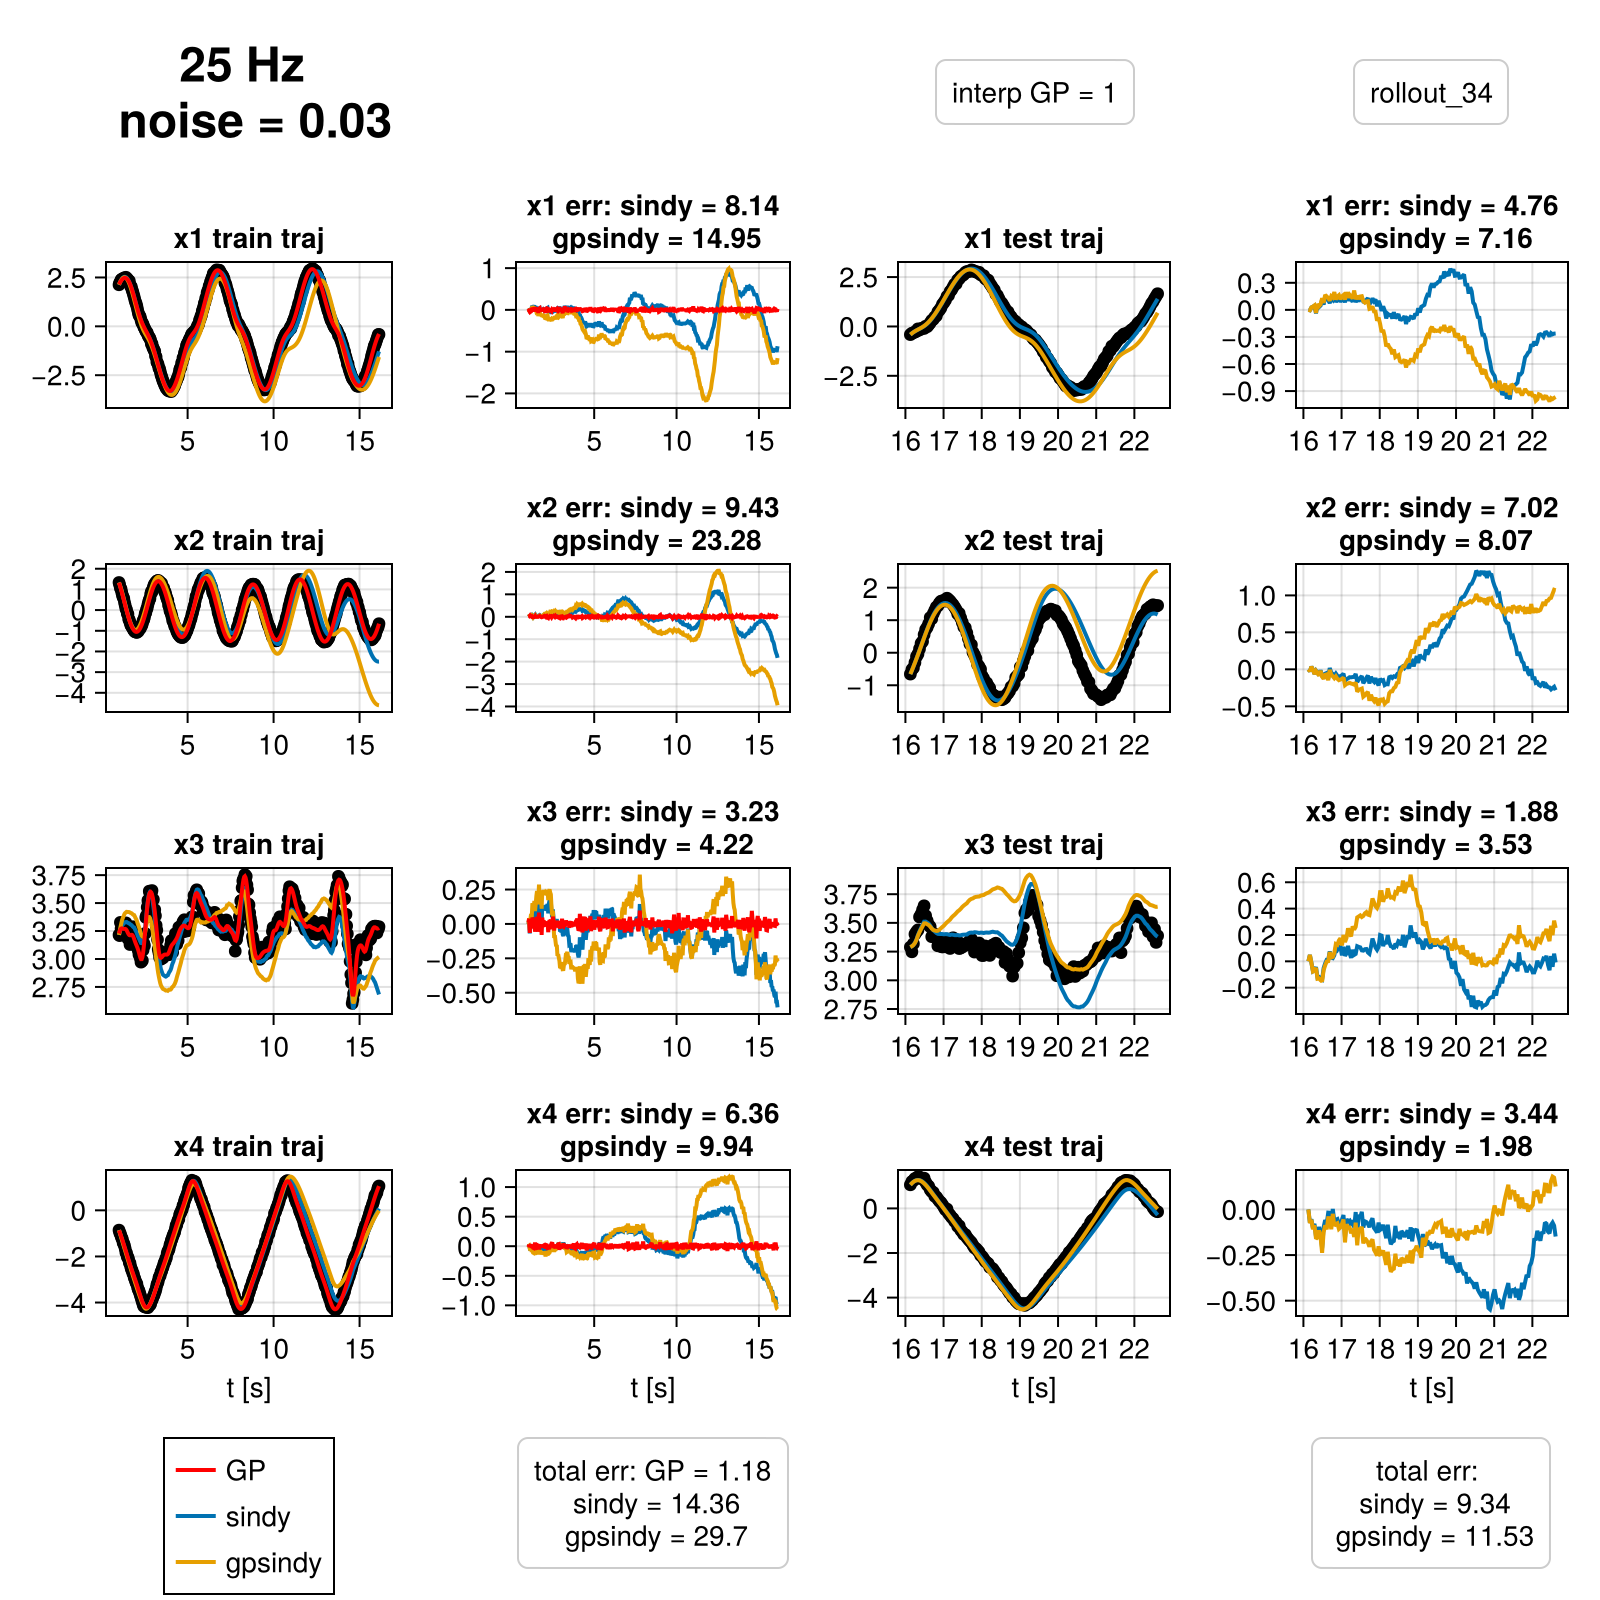 25 Hz
noise = 0.03
interp GP = 1
rollout_34
x1 train traj
2.5
0.0
−2.5
5
10
15
x1 err: sindy = 8.14
gpsindy = 14.95
1
0
−1
−2
5
10
15
x1 test traj
2.5
0.0
−2.5
16 17 18 19 20 21 22
x1 err: sindy = 4.76
gpsindy = 7.16
0.3
0.0
−0.3
−0.6
−0.9
16 17 18 19 20 21 22
x2 train traj
2
1
0
−1
−2
−3
−4
5
10
15
x2 err: sindy = 9.43
gpsindy = 23.28
2
1
0
−1
−2
−3
−4
5
10
15
x2 test traj
2
1
0
−1
16 17 18 19 20 21 22
x2 err: sindy = 7.02
gpsindy = 8.07
1.0
0.5
0.0
−0.5
16 17 18 19 20 21 22
x3 train traj
3.75
3.50
3.25
3.00
2.75
5
10
15
x3 err: sindy = 3.23
gpsindy = 4.22
0.25
0.00
−0.25
−0.50
5
10
15
x3 test traj
3.75
3.50
3.25
3.00
2.75
16 17 18 19 20 21 22
x3 err: sindy = 1.88
gpsindy = 3.53
0.6
0.4
0.2
0.0
−0.2
16 17 18 19 20 21 22
x4 train traj
0
−2
−4
5
10
15
t [s]
x4 err: sindy = 6.36
gpsindy = 9.94
1.0
0.5
0.0
−0.5
−1.0
5
10
15
t [s]
x4 test traj
0
−2
−4
16 17 18 19 20 21 22
t [s]
x4 err: sindy = 3.44
gpsindy = 1.98
0.00
−0.25
−0.50
16 17 18 19 20 21 22
t [s]
GP
sindy
gpsindy
total err: GP = 1.18
sindy = 14.36
gpsindy = 29.7
total err:
sindy = 9.34
gpsindy = 11.53